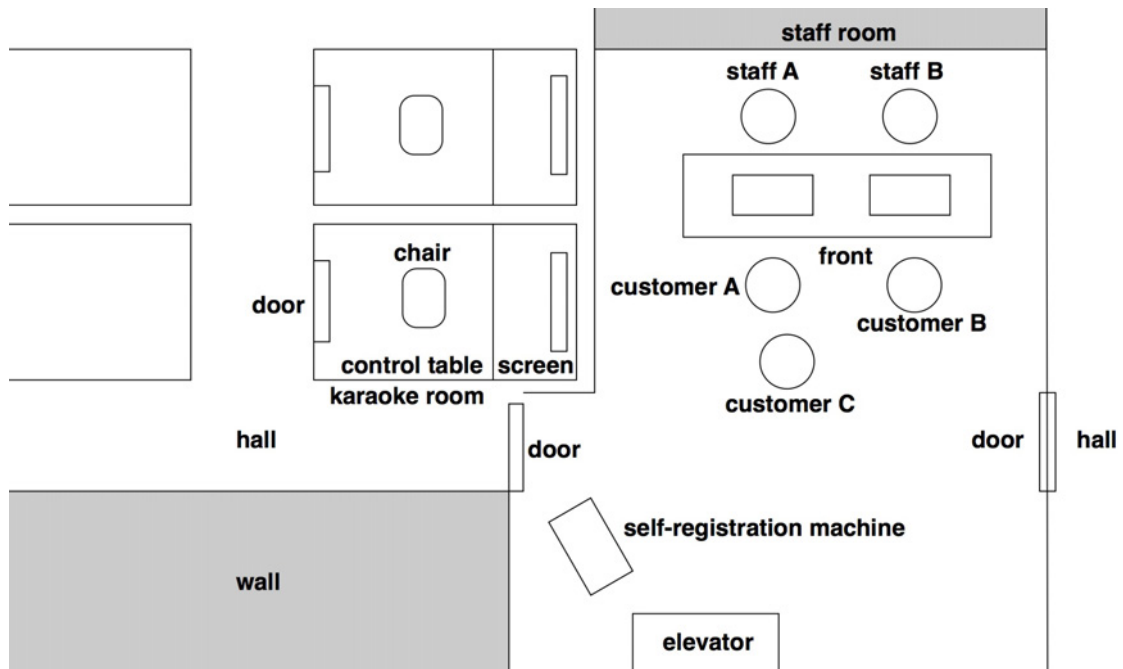 staff room
staff A
staff B
front
customer A
customer B
customer C
chair
door
control table
screen
karaoke room
hall
door
door
hall
self-registration machine
wall
elevator